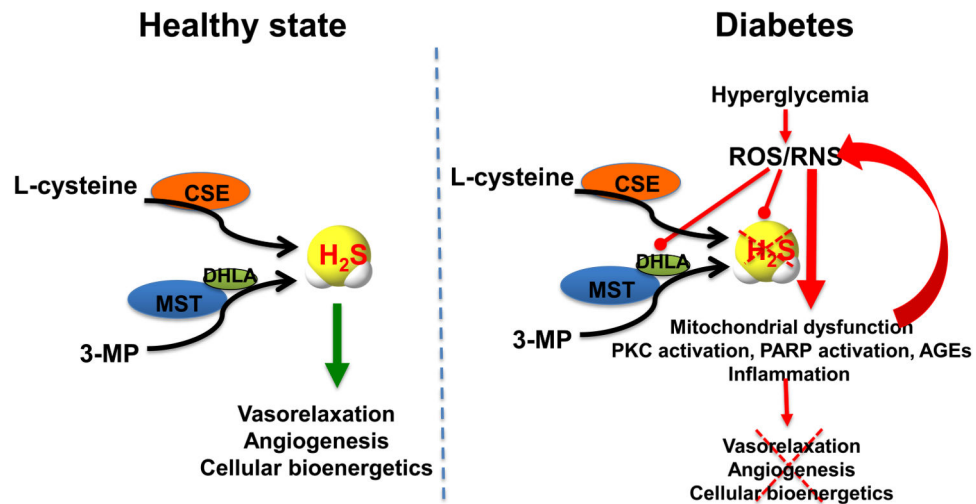 Healthy state
L-cysteine
CSE
H2S
DHLA
MST
3-MP
Vasorelaxation
Angiogenesis
Cellular bioenergetics
Diabetes
Hyperglycemia
ROS/RNS
L-cysteine
CSE
H2S
DHLA
MST
3-MP
Mitochondrial dysfunction
PKC activation, PARP activation, AGEs
Inflammation
Vasorelaxation
Angiogenesis
Cellular bioenergetics